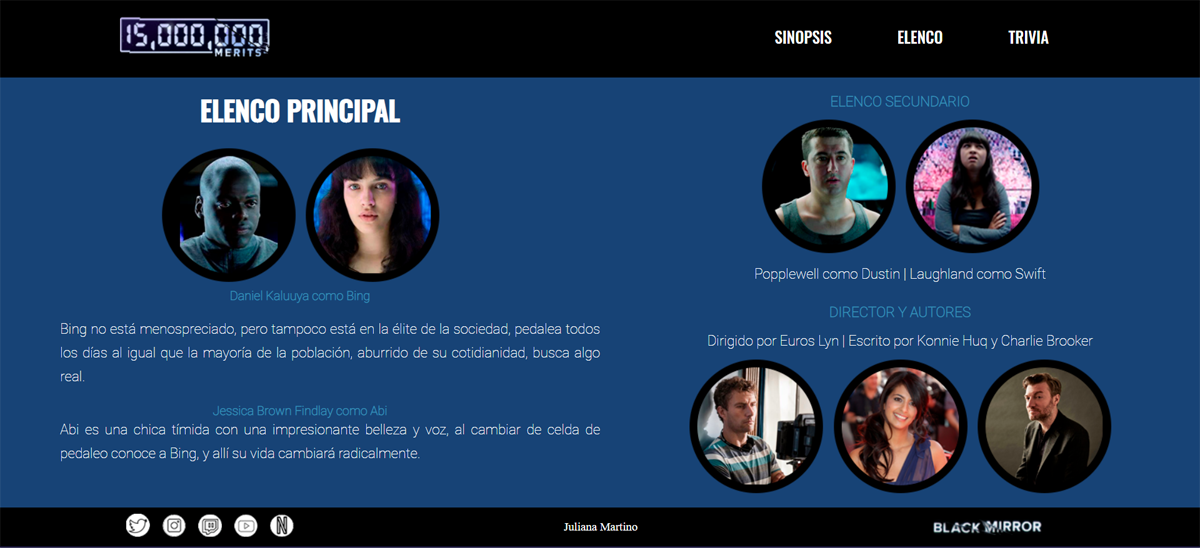 15,000,000
MERITS
SINOPSIS
ELENCO
TRIVIA
ELENCO PRINCIPAL
Daniel Kaluuya como Bing
Bing no está menospreciado, pero tampoco está en la élite de la sociedad, pedalea todos
los días al igual que la mayoría de la población, aburrido de su cotidianidad, busca algo
real.
Jessica Brown Findlay como Abi
Abi es una chica tímida con una impresionante belleza y voz, al cambiar de celda de
pedaleo conoce a Bing, y allí su vida cambiará radicalmente.
ELENCO SECUNDARIO
Popplewell como Dustin | Laughland como Swift
DIRECTOR Y AUTORES
Dirigido por Euros Lyn | Escrito por Konnie Huq y Charlie Brooker
Juliana Martino
BLACK MIRROR